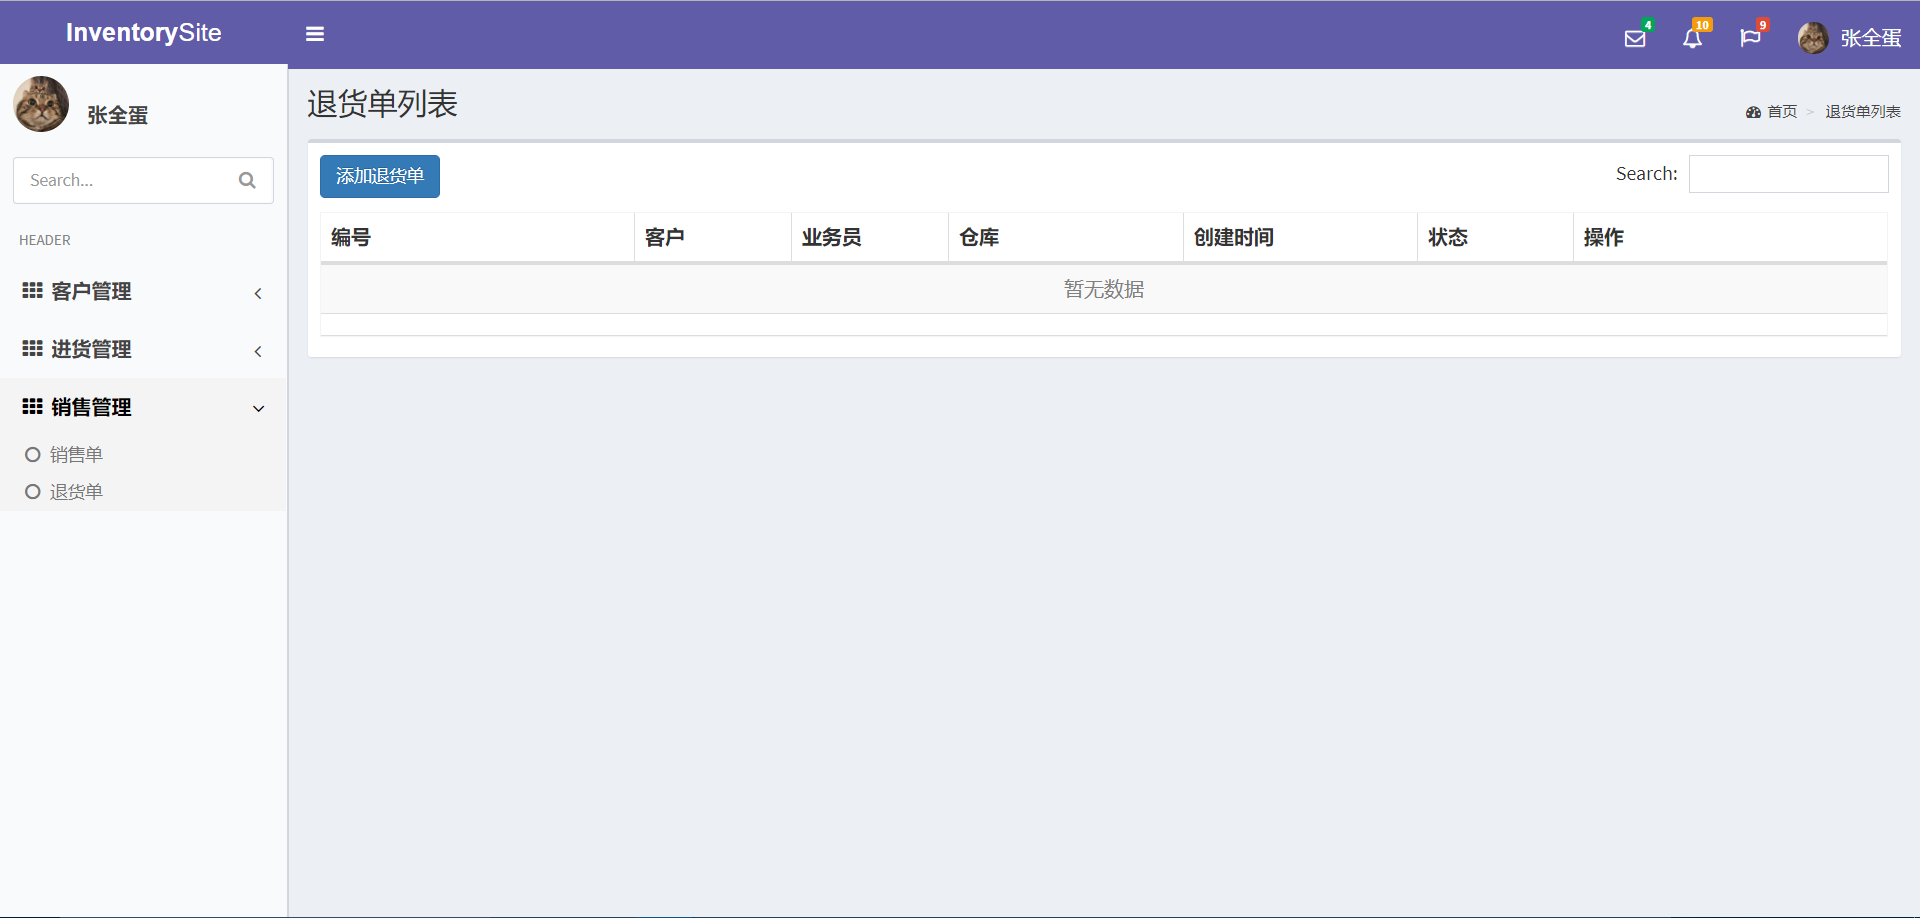 InventorySite
4
10
9
张全蛋
张全蛋
Search...
HEADER
客户管理
进货管理
销售管理
销售单
退货单
退货单列表
首页 > 退货单列表
添加退货单
Search:
编号 客户 业务员 仓库 创建时间 状态 操作
暂无数据